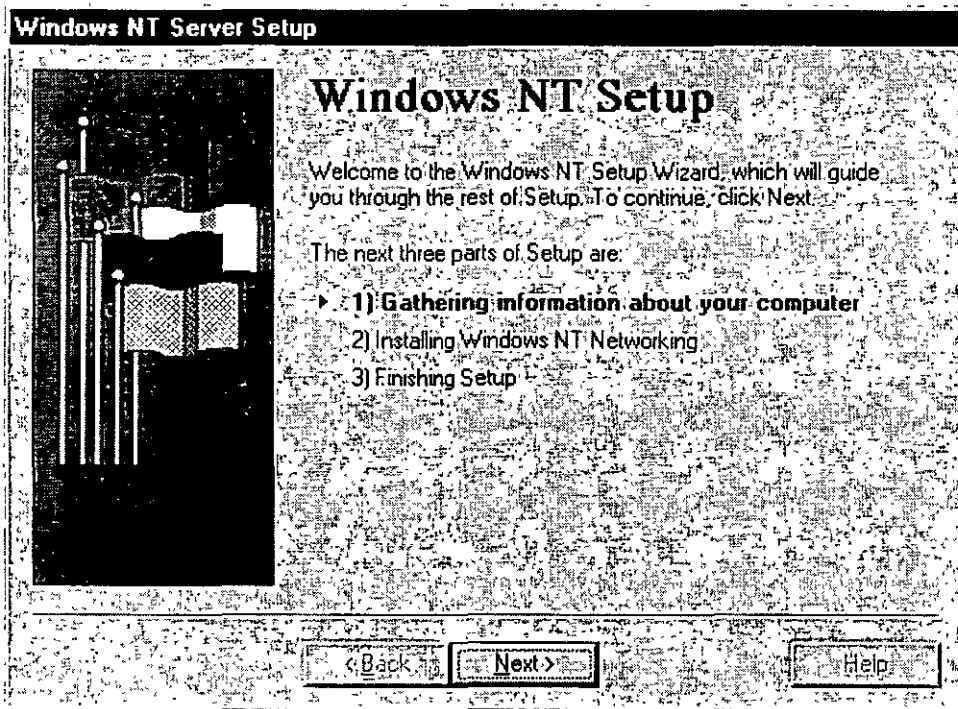 Windows NT Server Setup
Windows NT Setup
Welcome to the Windows NT Setup Wizard, which will guide
you through the rest of Setup. To continue, click Next.
The next three parts of Setup are:
1) Gathering information about your computer
2) Installing Windows NT Networking
3) Finishing Setup
< Back
Next >
Help